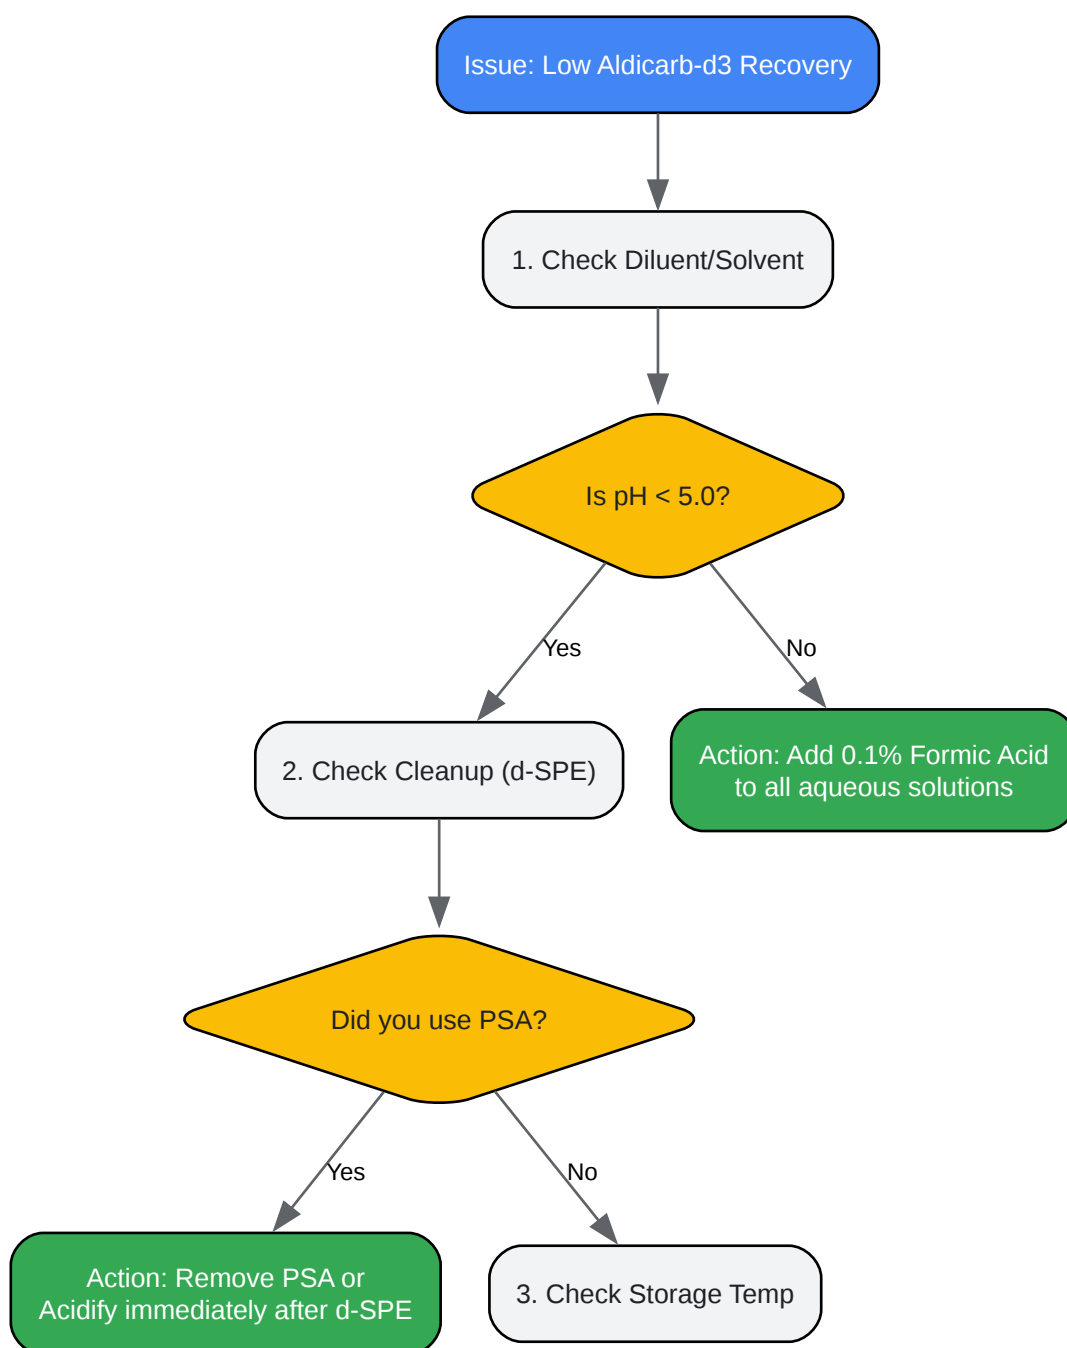 Issue: Low Aldicarb-d3 Recovery
1. Check Diluent/Solvent
Is pH < 5.0?
Yes
No
2. Check Cleanup (d-SPE)
Action: Add 0.1% Formic Acid
to all aqueous solutions
Did you use PSA?
Yes
No
Action: Remove PSA or
Acidify immediately after d-SPE
3. Check Storage Temp